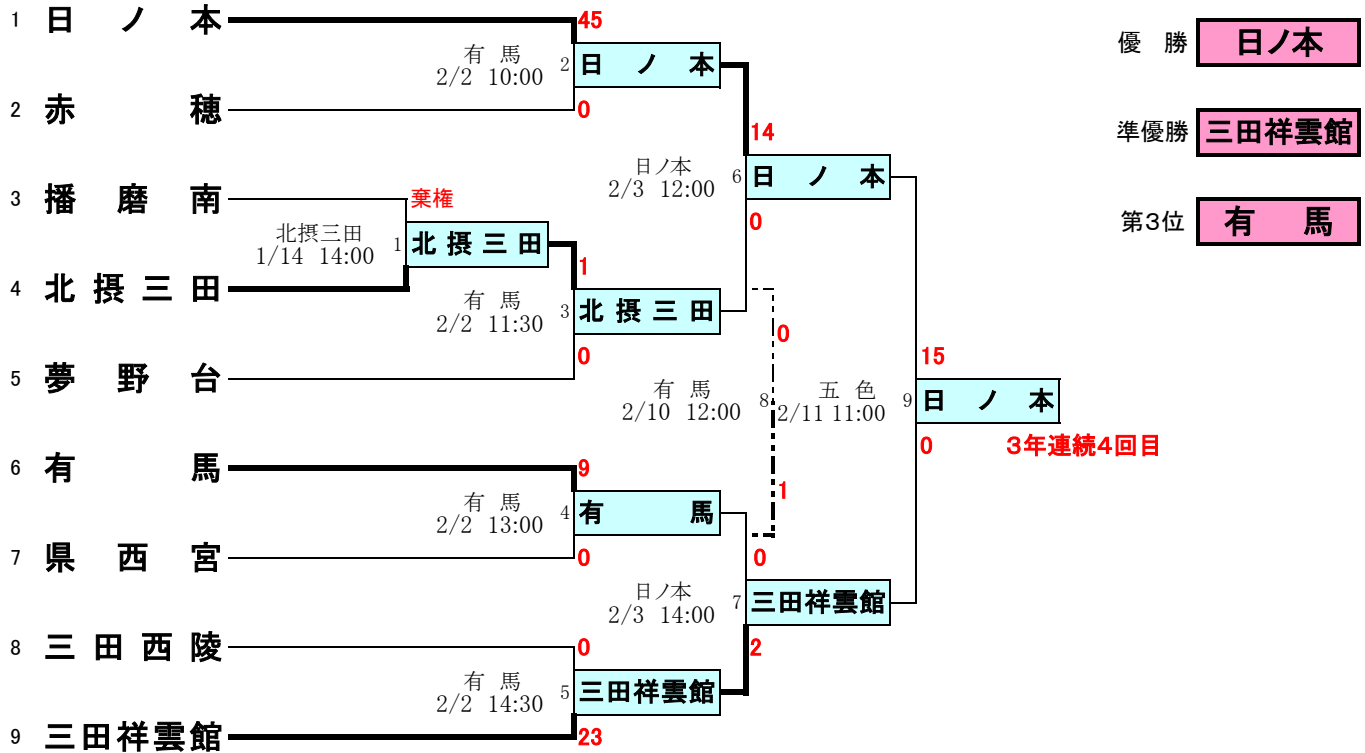 1 日ノ本
45
有馬
2/2 10:00
2 日ノ本
2 赤穂
0
14
日ノ本
2/3 12:00
6 日ノ本
0
3 播磨南
棄権
北摂三田
1/14 14:00
1 北摂三田
4 北摂三田
1
有馬
2/2 11:30
3 北摂三田
0
5 夢野台
0
有馬
2/10 12:00
8
1
五色
2/11 11:00
15
9 日ノ本
0
3年連続4回目
6 有馬
9
有馬
2/2 13:00
4 有馬
7 県西宮
0
0
日ノ本
2/3 14:00
7 三田祥雲館
2
8 三田西陵
0
有馬
2/2 14:30
5 三田祥雲館
9 三田祥雲館
23
優勝 日ノ本
準優勝 三田祥雲館
第3位 有馬